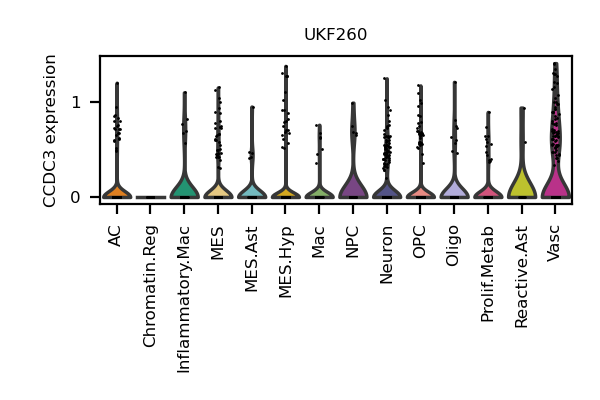 UKF260
CCDC3 expression
1
0
AC
Chromatin.Reg
Inflammatory.Mac
MES
MES.Ast
MES.Hyp
Mac
NPC
Neuron
OPC
Oligo
Prolif.Metab
Reactive.Ast
Vasc